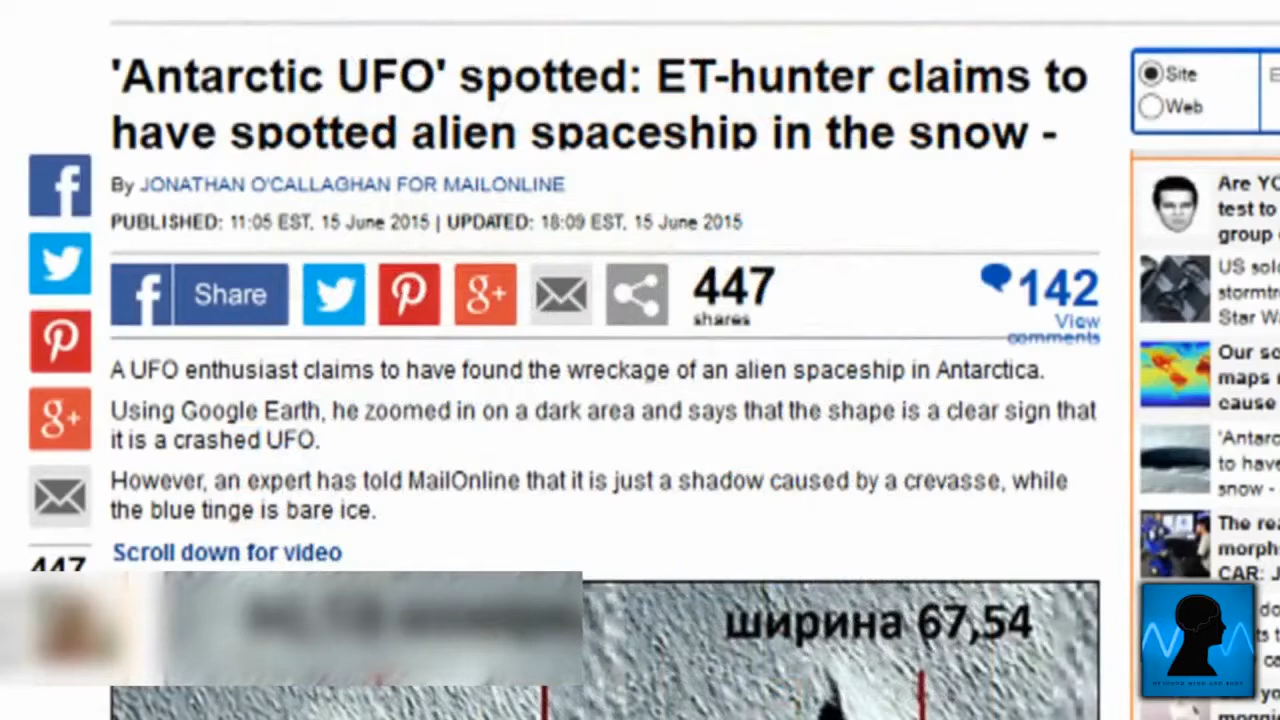 'Antarctic UFO' spotted: ET-hunter claims to
have spotted alien spaceship in the snow -
By JONATHAN O'CALLAGHAN FOR MAILONLINE
PUBLISHED: 11:05 EST, 15 June 2015 | UPDATED: 18:09 EST, 15 June 2015
Share
447
shares
142
View
comments
A UFO enthusiast claims to have found the wreckage of an alien spaceship in Antarctica.
Using Google Earth, he zoomed in on a dark area and says that the shape is a clear sign that
it is a crashed UFO.
However, an expert has told MailOnline that it is just a shadow caused by a crevasse, while
the blue tinge is bare ice.
Scroll down for video
447
ширина 67,54
Site
Web
Are YO
test to
group
US sol
stormt
Star Wa
Our so
maps
cause
'Antarc
to hav
snow -
The rea
morph
CAR: J